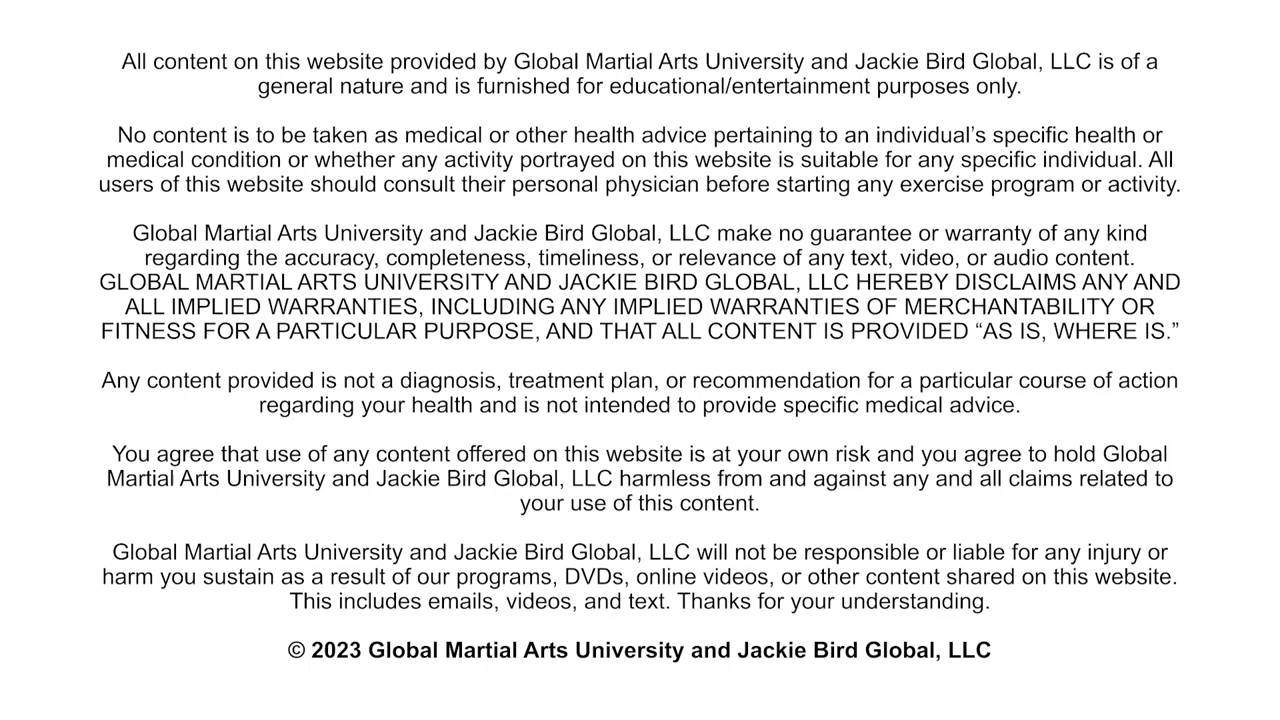 All content on this website provided by Global Martial Arts University and Jackie Bird Global, LLC is of a
general nature and is furnished for educational/entertainment purposes only.
No content is to be taken as medical or other health advice pertaining to an individual’s specific health or
medical condition or whether any activity portrayed on this website is suitable for any specific individual. All
users of this website should consult their personal physician before starting any exercise program or activity.
Global Martial Arts University and Jackie Bird Global, LLC make no guarantee or warranty of any kind
regarding the accuracy, completeness, timeliness, or relevance of any text, video, or audio content.
GLOBAL MARTIAL ARTS UNIVERSITY AND JACKIE BIRD GLOBAL, LLC HEREBY DISCLAIMS ANY AND
ALL IMPLIED WARRANTIES, INCLUDING ANY IMPLIED WARRANTIES OF MERCHANTABILITY OR
FITNESS FOR A PARTICULAR PURPOSE, AND THAT ALL CONTENT IS PROVIDED “AS IS, WHERE IS.”
Any content provided is not a diagnosis, treatment plan, or recommendation for a particular course of action
regarding your health and is not intended to provide specific medical advice.
You agree that use of any content offered on this website is at your own risk and you agree to hold Global
Martial Arts University and Jackie Bird Global, LLC harmless from and against any and all claims related to
your use of this content.
Global Martial Arts University and Jackie Bird Global, LLC will not be responsible or liable for any injury or
harm you sustain as a result of our programs, DVDs, online videos, or other content shared on this website.
This includes emails, videos, and text. Thanks for your understanding.
© 2023 Global Martial Arts University and Jackie Bird Global, LLC